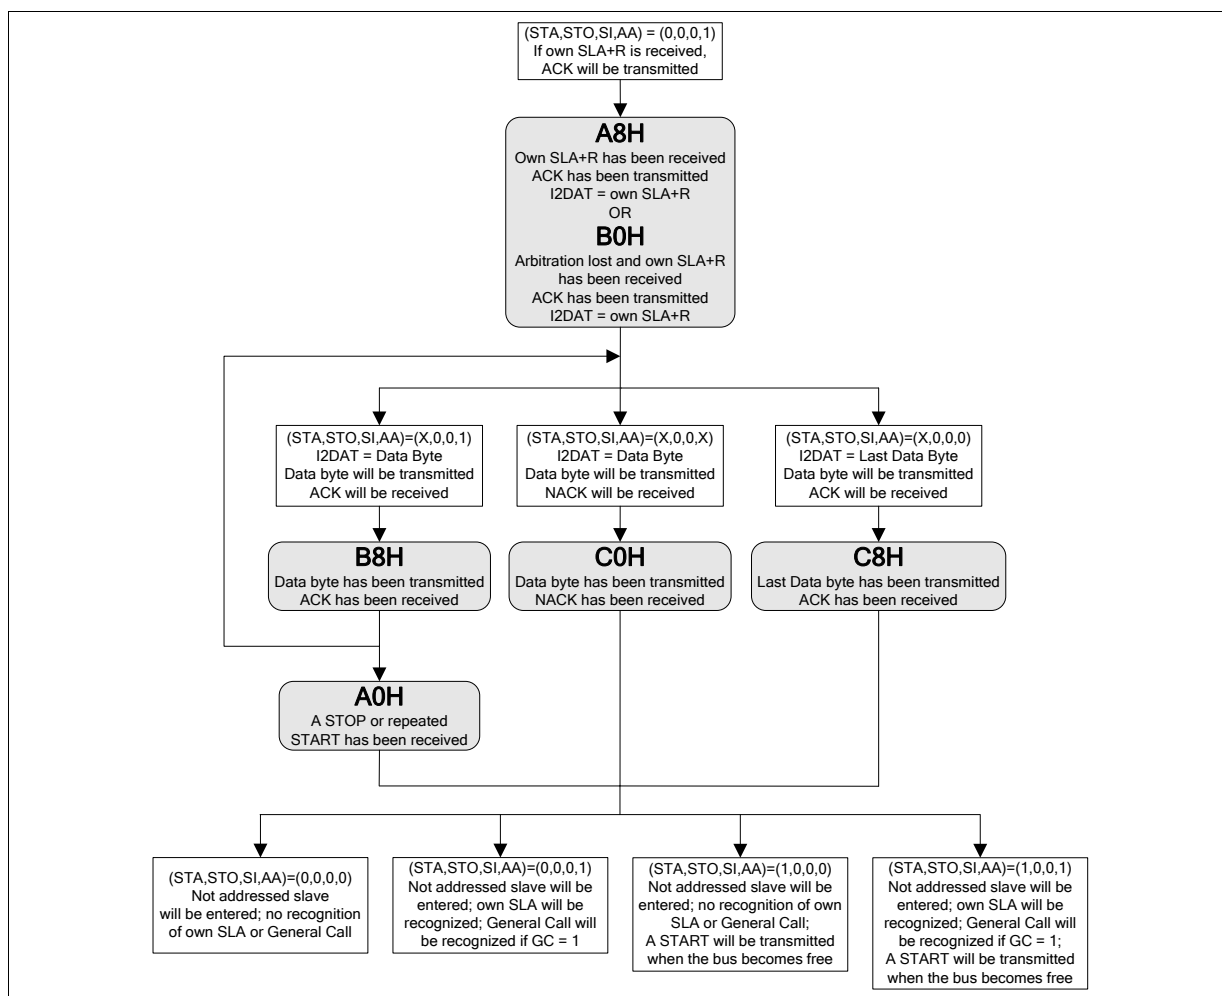 (STA,STO,SI,AA) = (0,0,0,1)
If own SLA+R is received,
ACK will be transmitted
A8H
Own SLA+R has been received
ACK has been transmitted
I2DAT = own SLA+R
OR
B0H
Arbitration lost and own SLA+R
has been received
ACK has been transmitted
I2DAT = own SLA+R
(STA,STO,SI,AA)=(X,0,0,1)
I2DAT = Data Byte
Data byte will be transmitted
ACK will be received
(STA,STO,SI,AA)=(X,0,0,X)
I2DAT = Data Byte
Data byte will be transmitted
NACK will be received
(STA,STO,SI,AA)=(X,0,0,0)
I2DAT = Last Data Byte
Data byte will be transmitted
ACK will be received
B8H
Data byte has been transmitted
ACK has been received
C0H
Data byte has been transmitted
NACK has been received
C8H
Last Data byte has been transmitted
ACK has been received
A0H
A STOP or repeated
START has been received
(STA,STO,SI,AA)=(0,0,0,0)
Not addressed slave
will be entered; no recognition
of own SLA or General Call
(STA,STO,SI,AA)=(0,0,0,1)
Not addressed slave will be
entered; own SLA will be
recognized; General Call will
be recognized if GC = 1
(STA,STO,SI,AA)=(1,0,0,0)
Not addressed slave will be
entered; no recognition of own
SLA or General Call;
A START will be transmitted
when the bus becomes free
(STA,STO,SI,AA)=(1,0,0,1)
Not addressed slave will be
entered; own SLA will be
recognized; General Call will
be recognized if GC = 1;
A START will be transmitted
when the bus becomes free